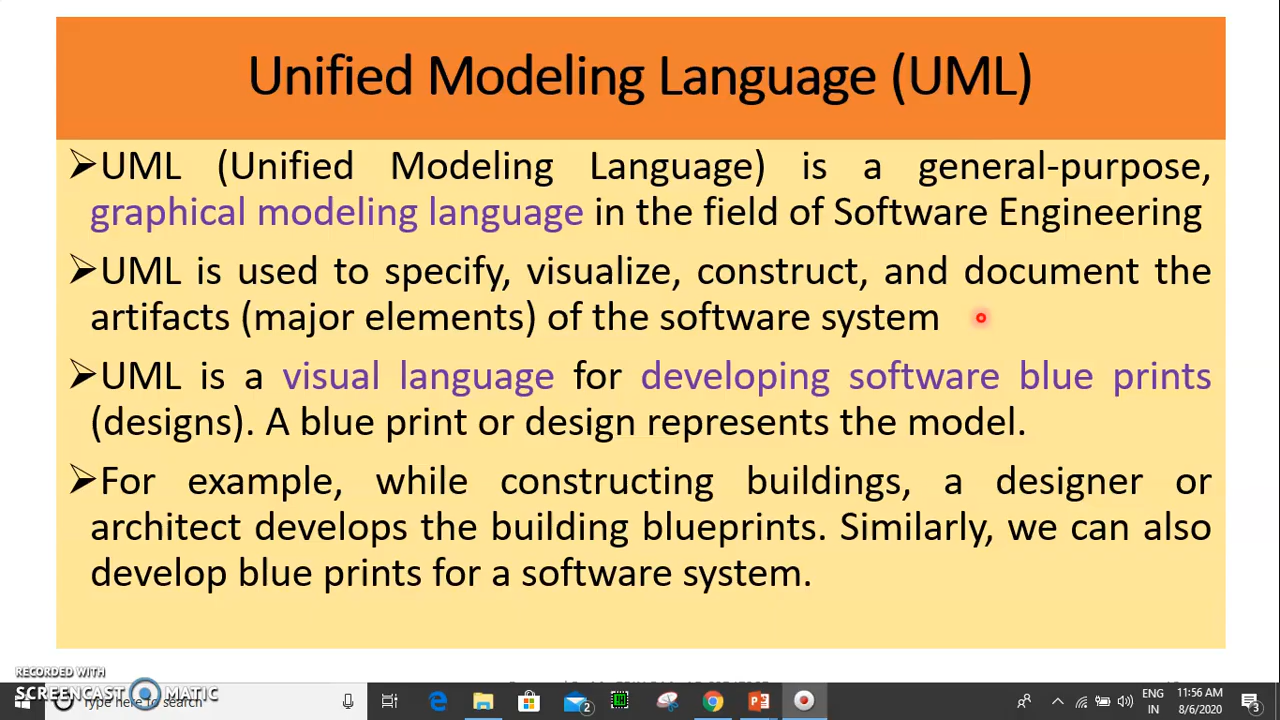 Unified Modeling Language (UML)
➢UML (Unified Modeling Language) is a general-purpose,
graphical modeling language in the field of Software Engineering
➢UML is used to specify, visualize, construct, and document the
artifacts (major elements) of the software system
➢UML is a visual language for developing software blue prints
(designs). A blue print or design represents the model.
➢For example, while constructing buildings, a designer or
architect develops the building blueprints. Similarly, we can also
develop blue prints for a software system.
RECORDED WITH
SCREENCAST MATIC
Type here to search
2
ENG
IN
11:56 AM
8/6/2020
3